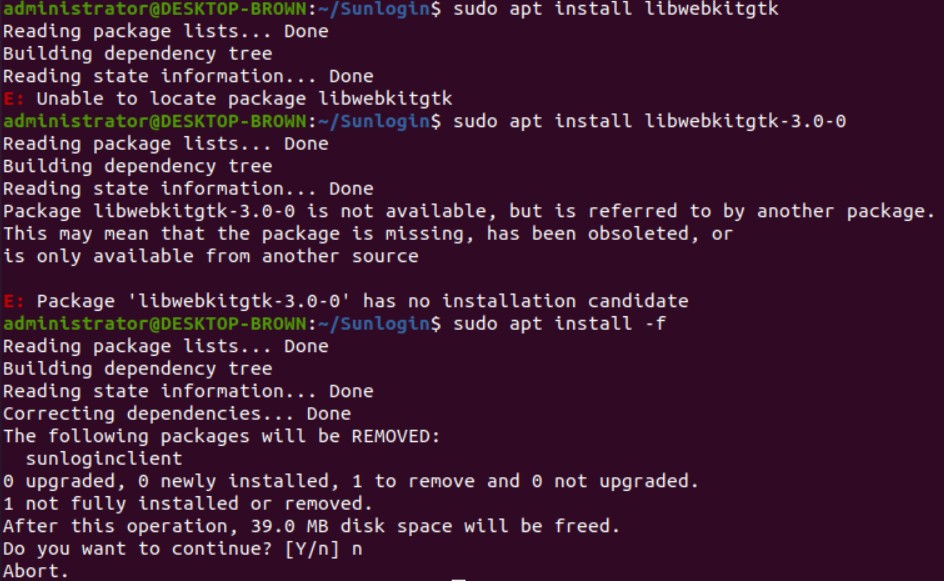 administrator@DESKTOP-BROWN:~/Sunlogin$ sudo apt install libwebkitgtk
Reading package lists... Done
Building dependency tree
Reading state information... Done
E: Unable to locate package libwebkitgtk
administrator@DESKTOP-BROWN:~/Sunlogin$ sudo apt install libwebkitgtk-3.0-0
Reading package lists... Done
Building dependency tree
Reading state information... Done
Package libwebkitgtk-3.0-0 is not available, but is referred to by another package.
This may mean that the package is missing, has been obsoleted, or
is only available from another source

E: Package 'libwebkitgtk-3.0-0' has no installation candidate
administrator@DESKTOP-BROWN:~/Sunlogin$ sudo apt install -f
Reading package lists... Done
Building dependency tree
Reading state information... Done
Correcting dependencies... Done
The following packages will be REMOVED:
  sunloginclient
0 upgraded, 0 newly installed, 1 to remove and 0 not upgraded.
1 not fully installed or removed.
After this operation, 39.0 MB disk space will be freed.
Do you want to continue? [Y/n] n
Abort.